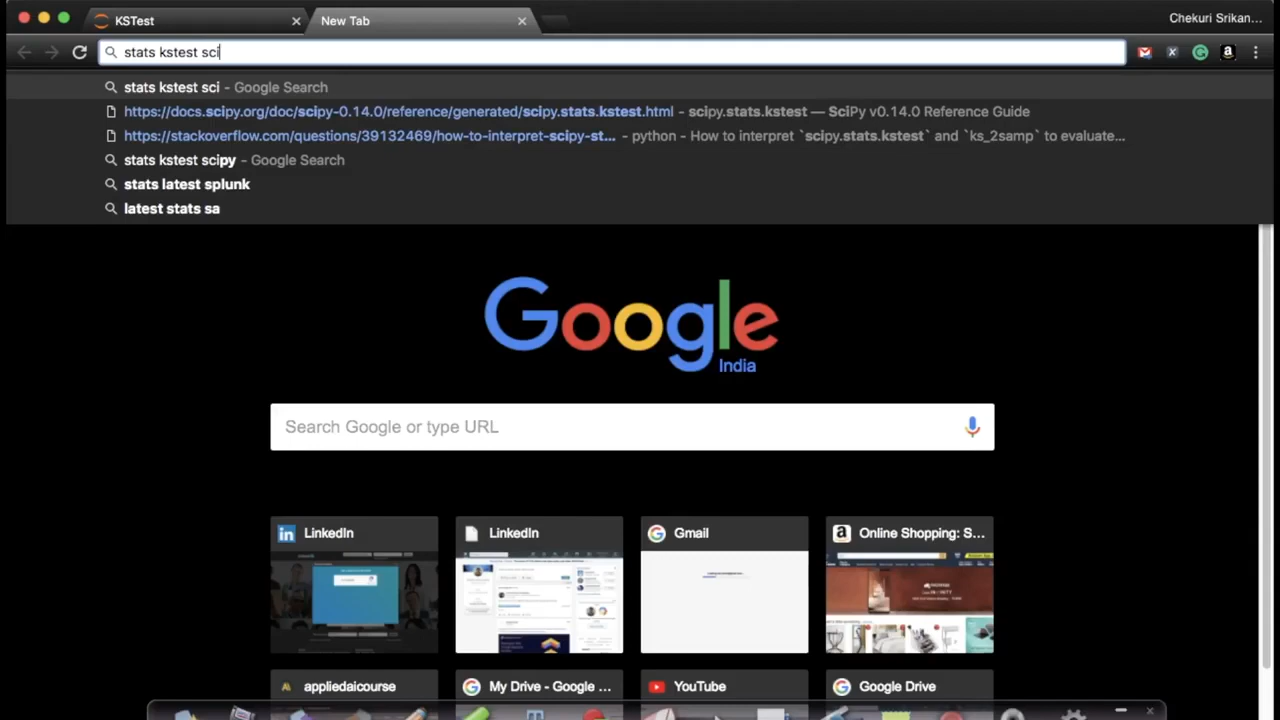 KSTest
New Tab
Chekuri Srikan...
stats kstest sci
stats kstest sci - Google Search
https://docs.scipy.org/doc/scipy-0.14.0/reference/generated/scipy.stats.kstest.html - scipy.stats.kstest — SciPy v0.14.0 Reference Guide
https://stackoverflow.com/questions/39132469/how-to-interpret-scipy-st... - python - How to interpret `scipy.stats.kstest` and `ks_2samp` to evaluate...
stats kstest scipy - Google Search
stats latest splunk
latest stats sa
Google
India
Search Google or type URL
LinkedIn
LinkedIn
Gmail
Online Shopping: S...
appliedaicourse
My Drive - Google ...
YouTube
Google Drive